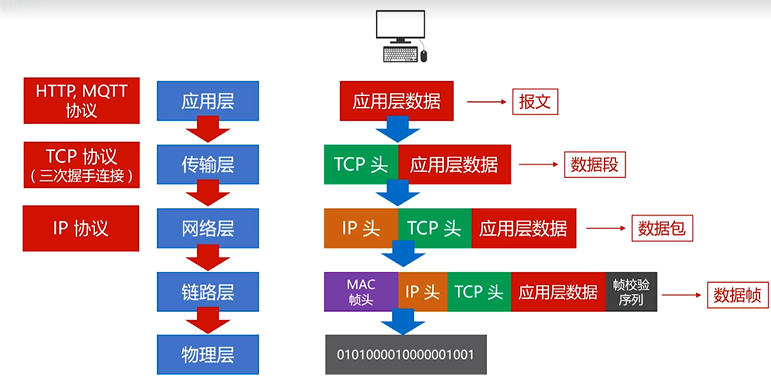 HTTP, MQTT
协议
应用层
应用层数据
报文
TCP 协议
（三次握手连接）
传输层
TCP 头
应用层数据
数据段
IP 协议
网络层
IP 头
TCP 头
应用层数据
数据包
链路层
MAC
帧头
IP 头
TCP 头
应用层数据
帧校验
序列
数据帧
物理层
0101000010000001001